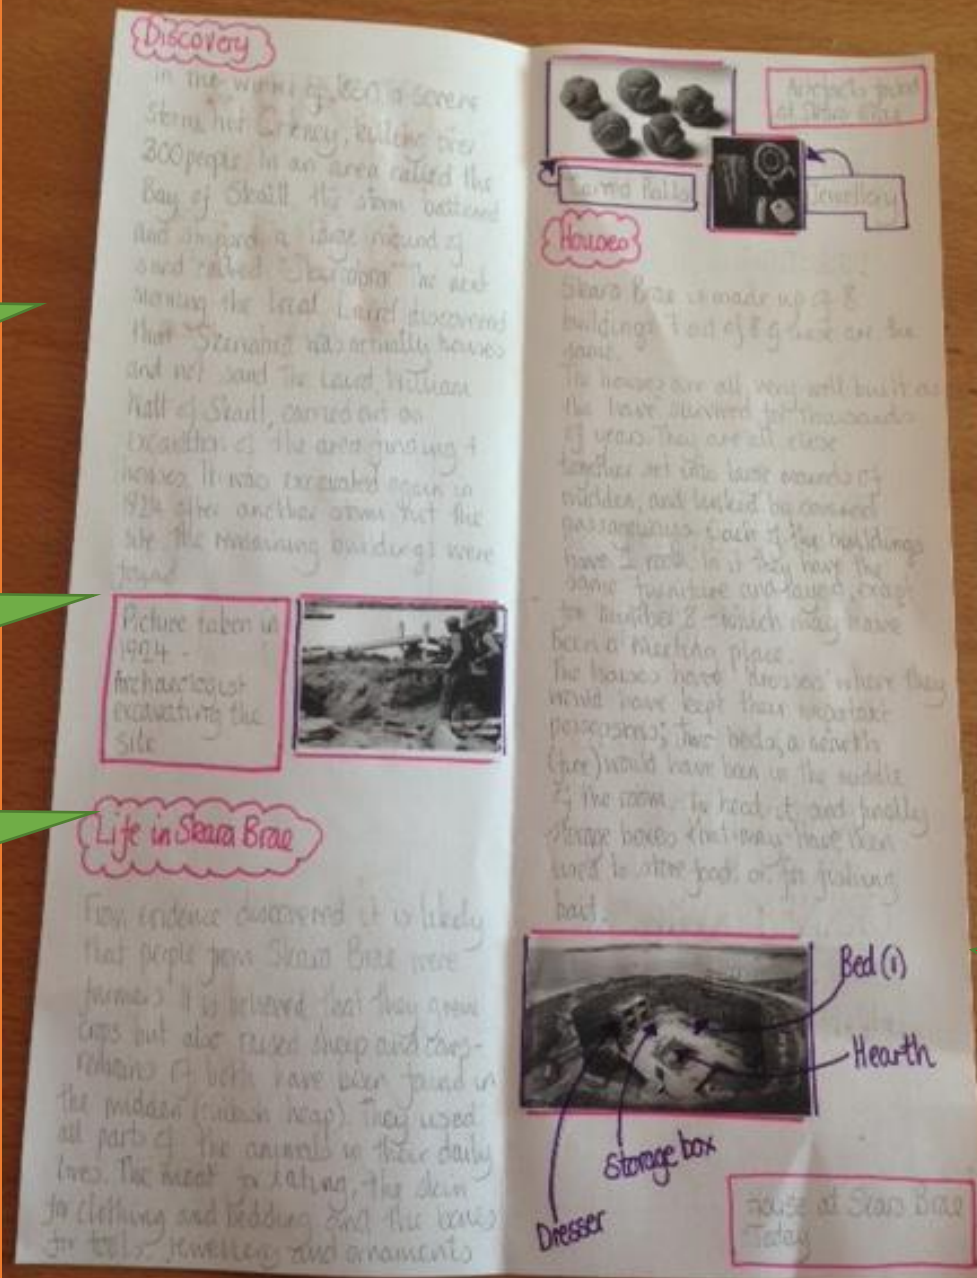 Discovery
In the winter of 1850 a severe
storm hit Orkney, killing over
300 people. In an area called the
Bay of Skaill, the storm battered
and stripped a large mound of
sand called The next
morning the local Laird discovered
that was actually houses
and not sand. The Laird, William
Watt of Skaill, carried out an
of the area finding 4
houses. It was excavated again in
1924 after another storm hit the
site the remaining buildings were
found
Picture taken in
1924 -
Archaeologist
excavating the
site
Life in Skara Brae
From evidence discovered it is likely
that people from Skara Brae were
farmers. It is believed that they grew
crops but also raised sheep and cows-
remains of both have been found in
the midden (rubbish heap). They used
all parts of the animals in their daily
lives. The meat for eating, the skin
for clothing and bedding and the bones
for tools, jewellery and ornaments
Artefacts found
at Skara Brae
Balls
Jewellery
Houses
Skara Brae is made up of 8
buildings 7 out of 8 of these are the
same.
The houses are all very well built as
the have survived for thousands
of years. They are all close
together set into large mounds of
midden, and linked by covered
passageways. Each of the buildings
have 1 room. In it they have the
same furniture and layout, except
for number 8 - which may have
been a meeting place.
The houses have 'dresses' where they
would have kept their important
two beds, a hearth
(fire) would have been in the middle
of the room, to heat it, and finally
storage boxes that may have been
used to store food or for fishing
bait.
Bed (1)
Hearth
Storage box
Dresser
House at Skara Brae
Today